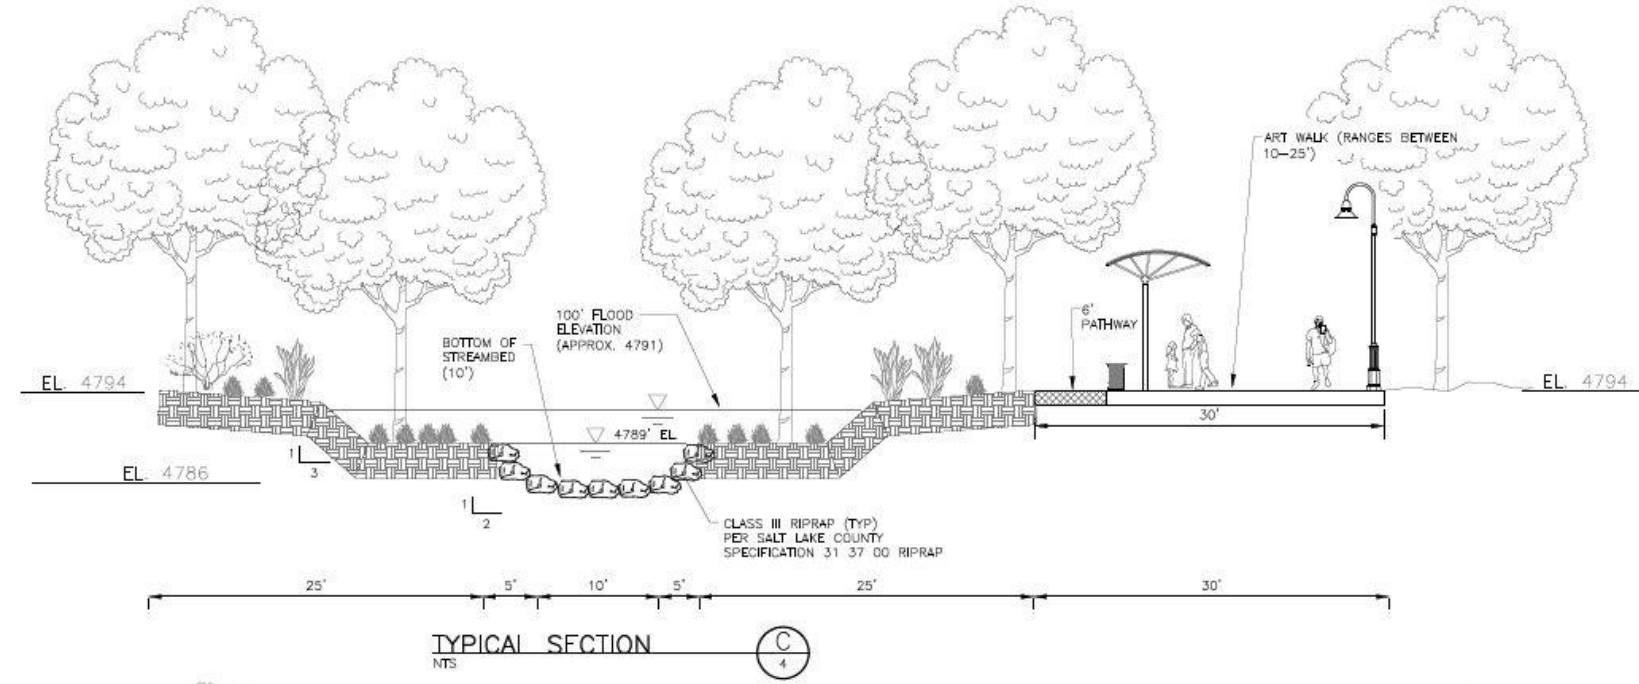 ART WALK (RANGES BETWEEN
10–25')
100' FLOOD
ELEVATION
(APPROX. 4791)
6'
PATHWAY
BOTTOM OF
STREAMBED
(10')
EL. 4794
EL. 4794
30'
4789' EL
1
3
EL. 4786
1
2
CLASS III RIPRAP (TYP)
PER SALT LAKE COUNTY
SPECIFICATION 31 37 00 RIPRAP
25'
5'
10'
5'
25'
30'
TYPICAL SECTION
NTS
C
4